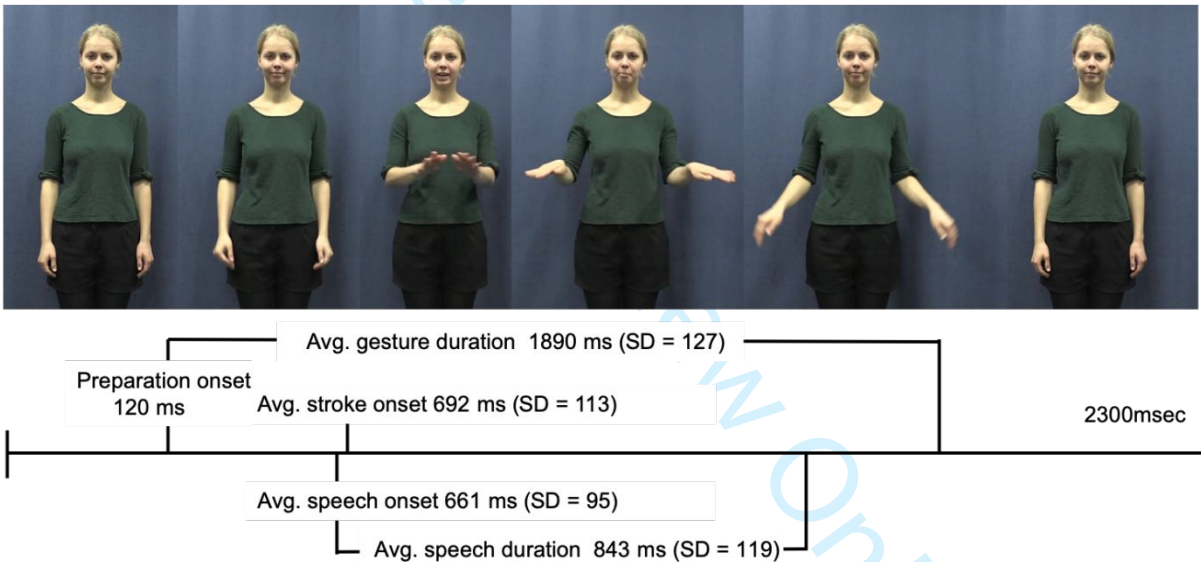 Avg. gesture duration 1890 ms (SD = 127)
Preparation onset
120 ms
Avg. stroke onset 692 ms (SD = 113)
2300msec
Avg. speech onset 661 ms (SD = 95)
Avg. speech duration 843 ms (SD = 119)